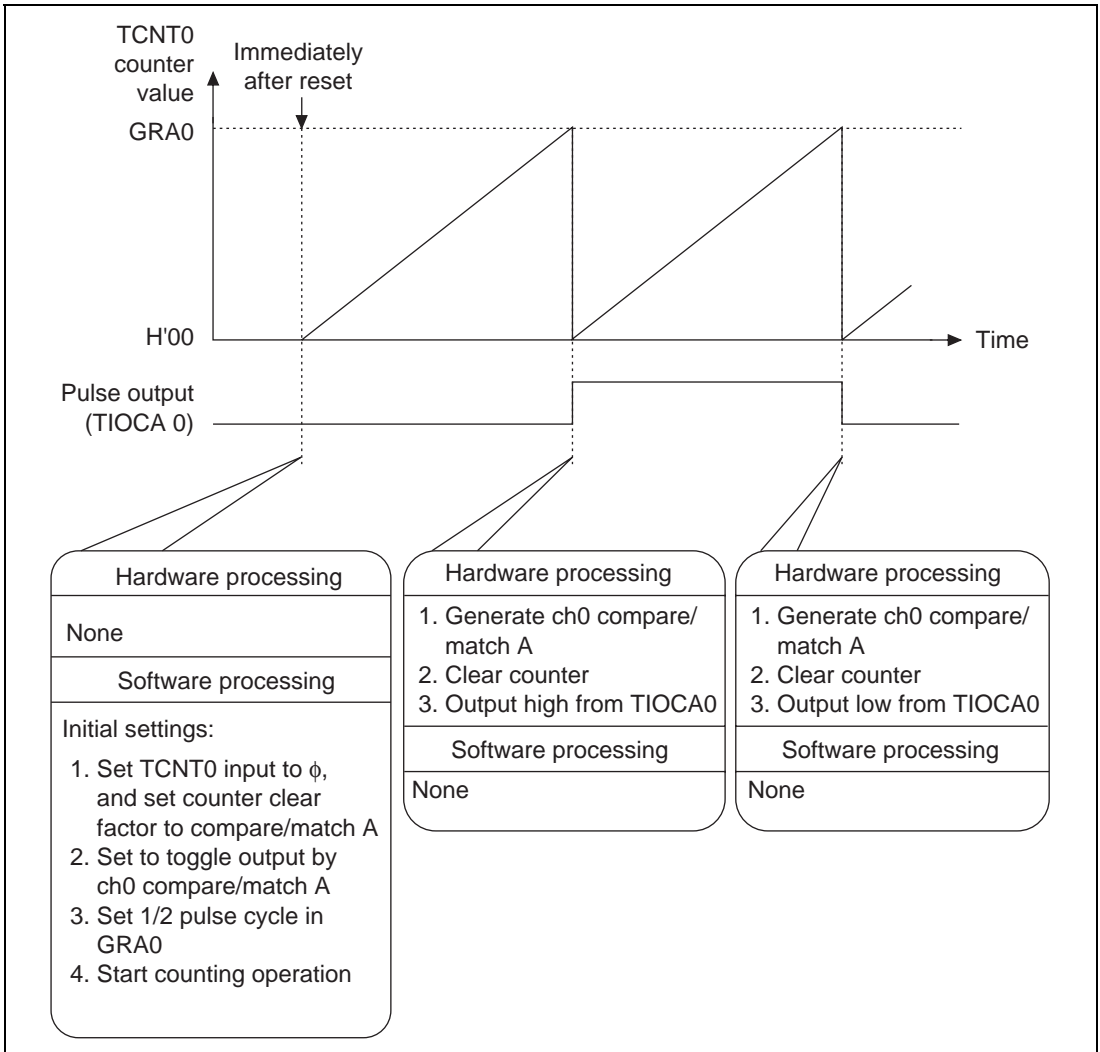 TCNT0
counter
value
Immediately
after reset
GRA0
H'00
Time
Pulse output
(TIOCA 0)
Hardware processing
None
Software processing
Initial settings:
1. Set TCNT0 input to ϕ,
and set counter clear
factor to compare/match A
2. Set to toggle output by
ch0 compare/match A
3. Set 1/2 pulse cycle in
GRA0
4. Start counting operation
Hardware processing
1. Generate ch0 compare/
match A
2. Clear counter
3. Output high from TIOCA0
Software processing
None
Hardware processing
1. Generate ch0 compare/
match A
2. Clear counter
3. Output low from TIOCA0
Software processing
None